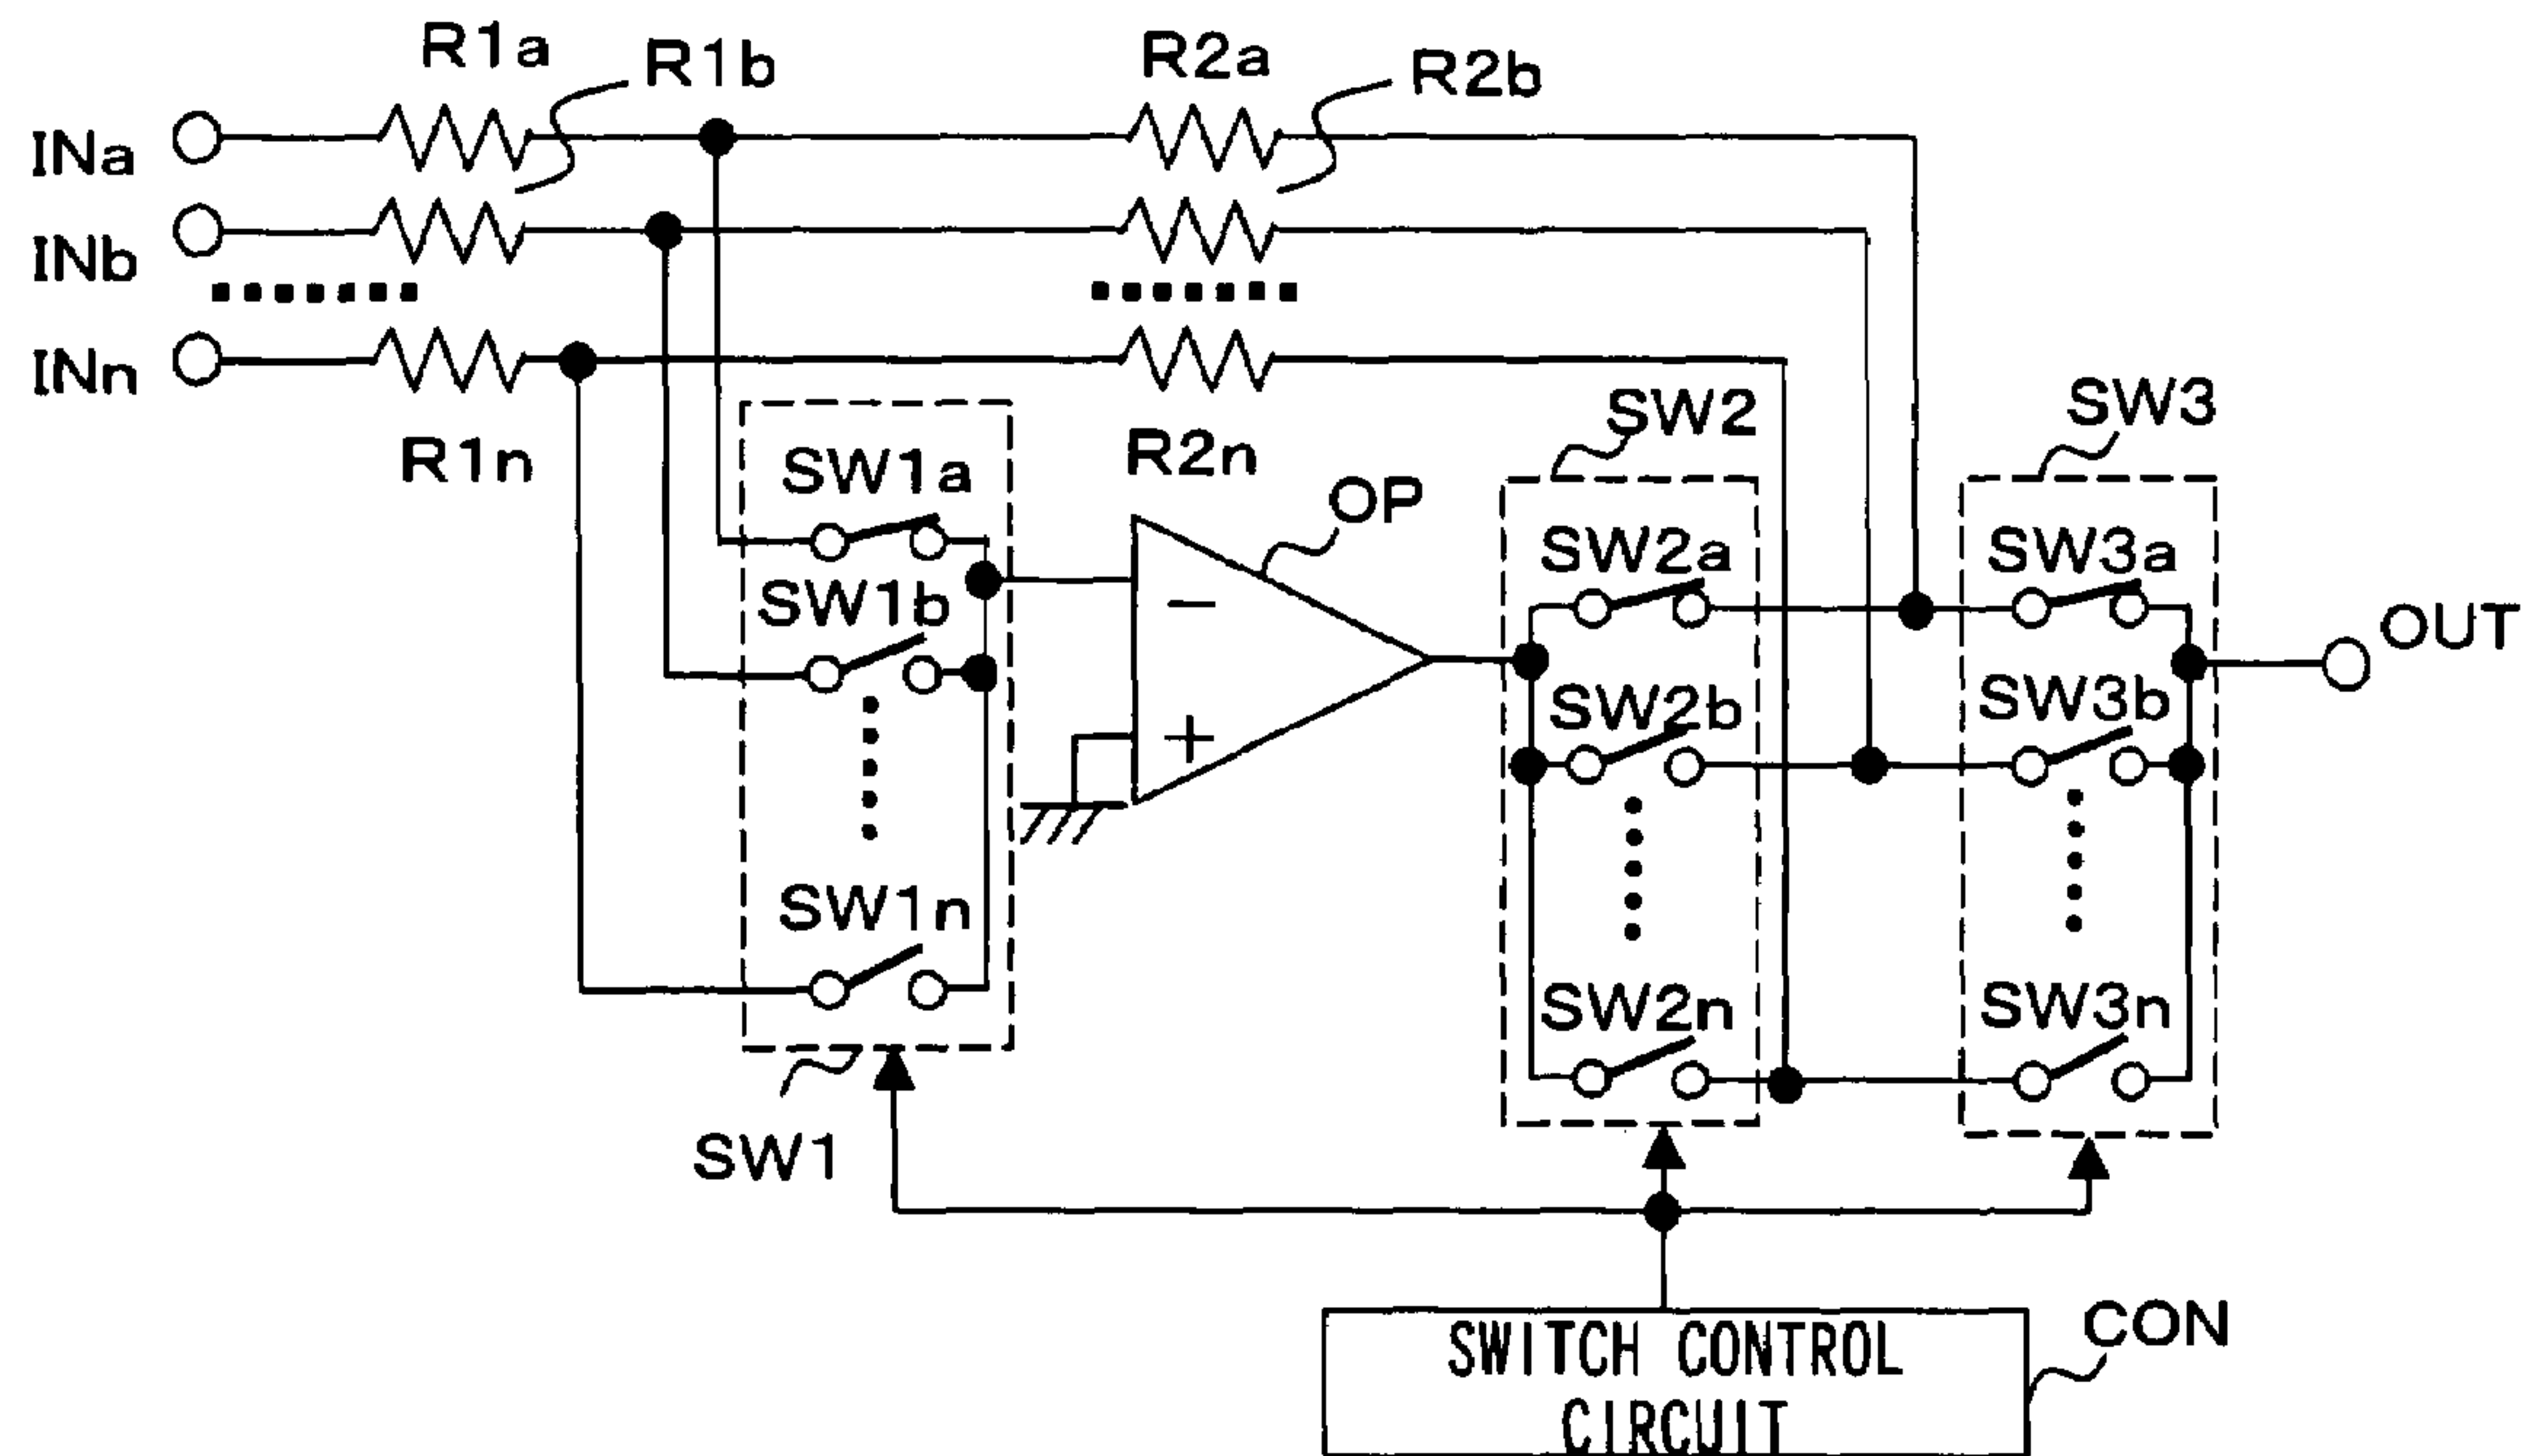 R1a
R1b
R2a
R2b
INa
INb
INn
R1n
R2n
SW2
SW3
SW1a
OP
SW2a
SW3a
SW1b
−
OUT
SW2b
SW3b
+
SW1n
SW2n
SW3n
SW1
CON
SWITCH CONTROL
CIRCUIT